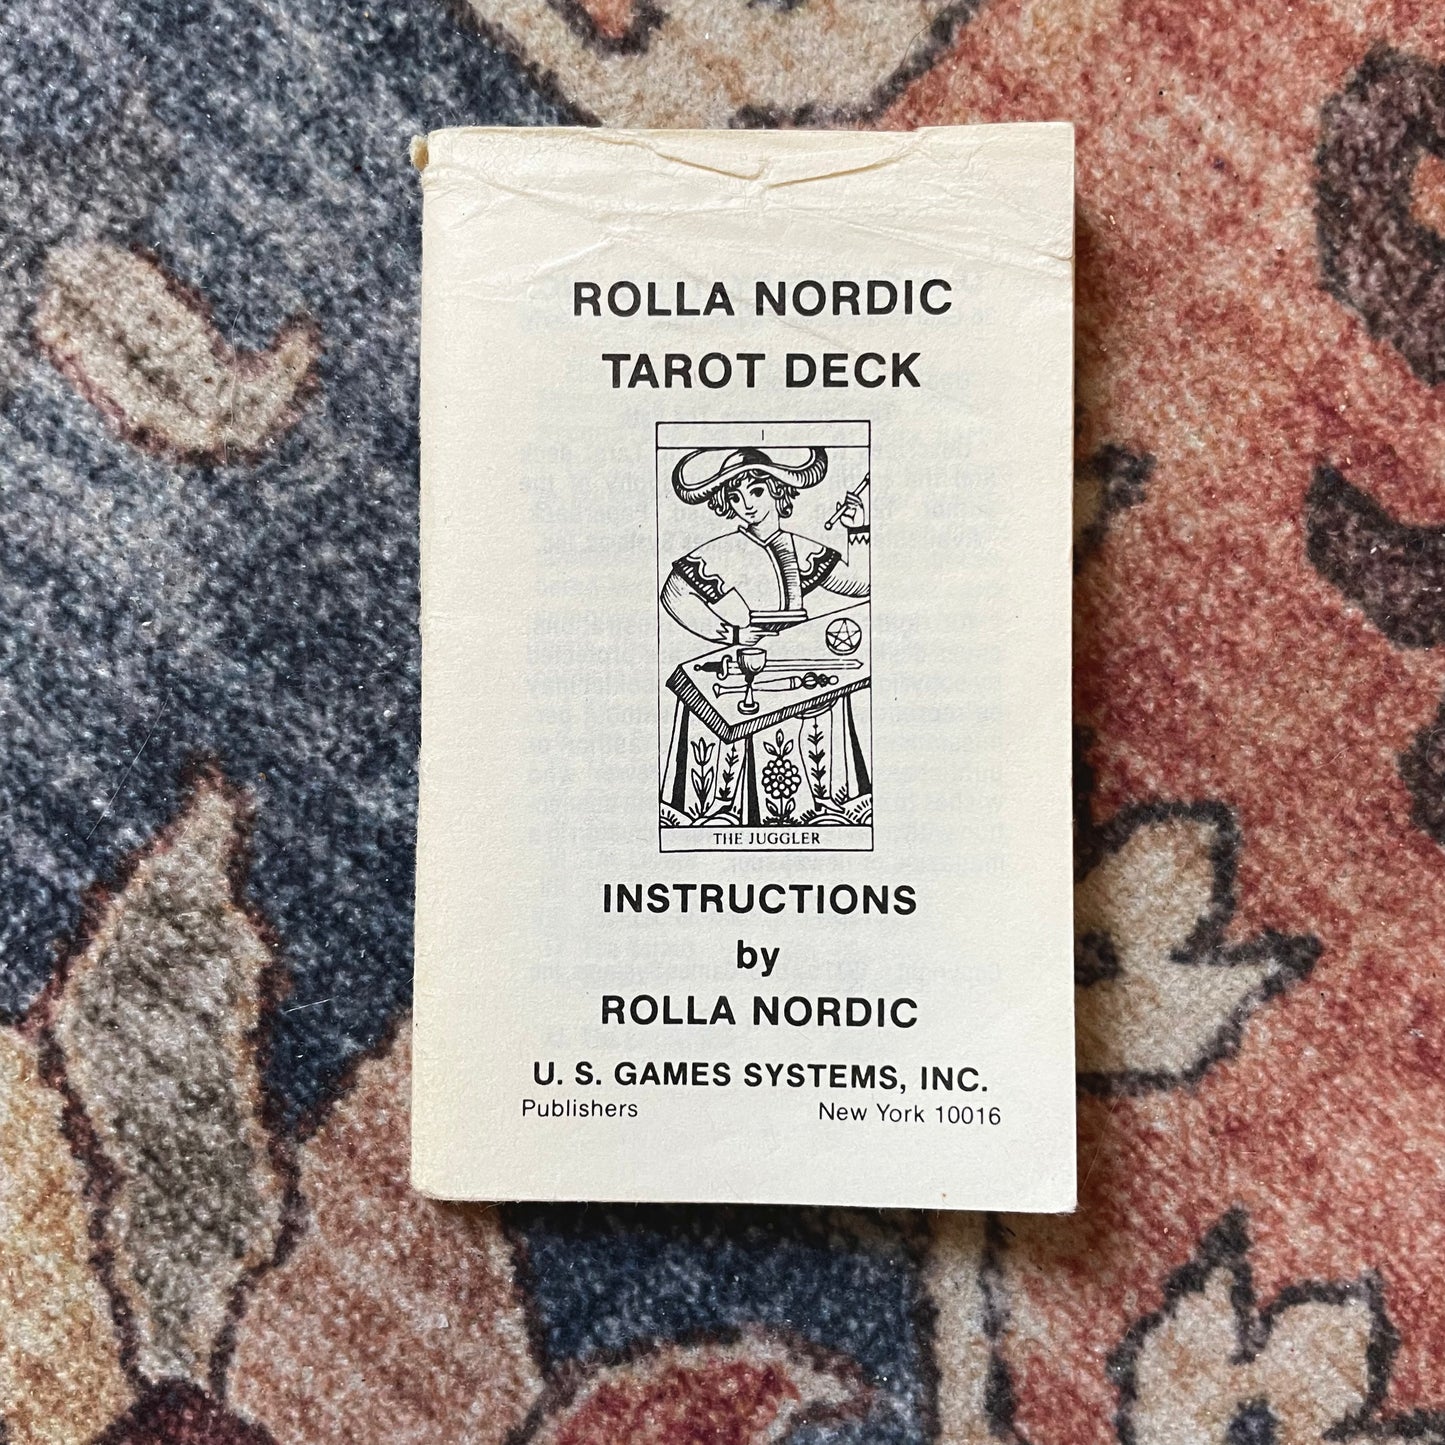 ROLLA NORDIC
TAROT DECK
I
THE JUGGLER
INSTRUCTIONS
by
ROLLA NORDIC
U. S. GAMES SYSTEMS, INC.
Publishers New York 10016